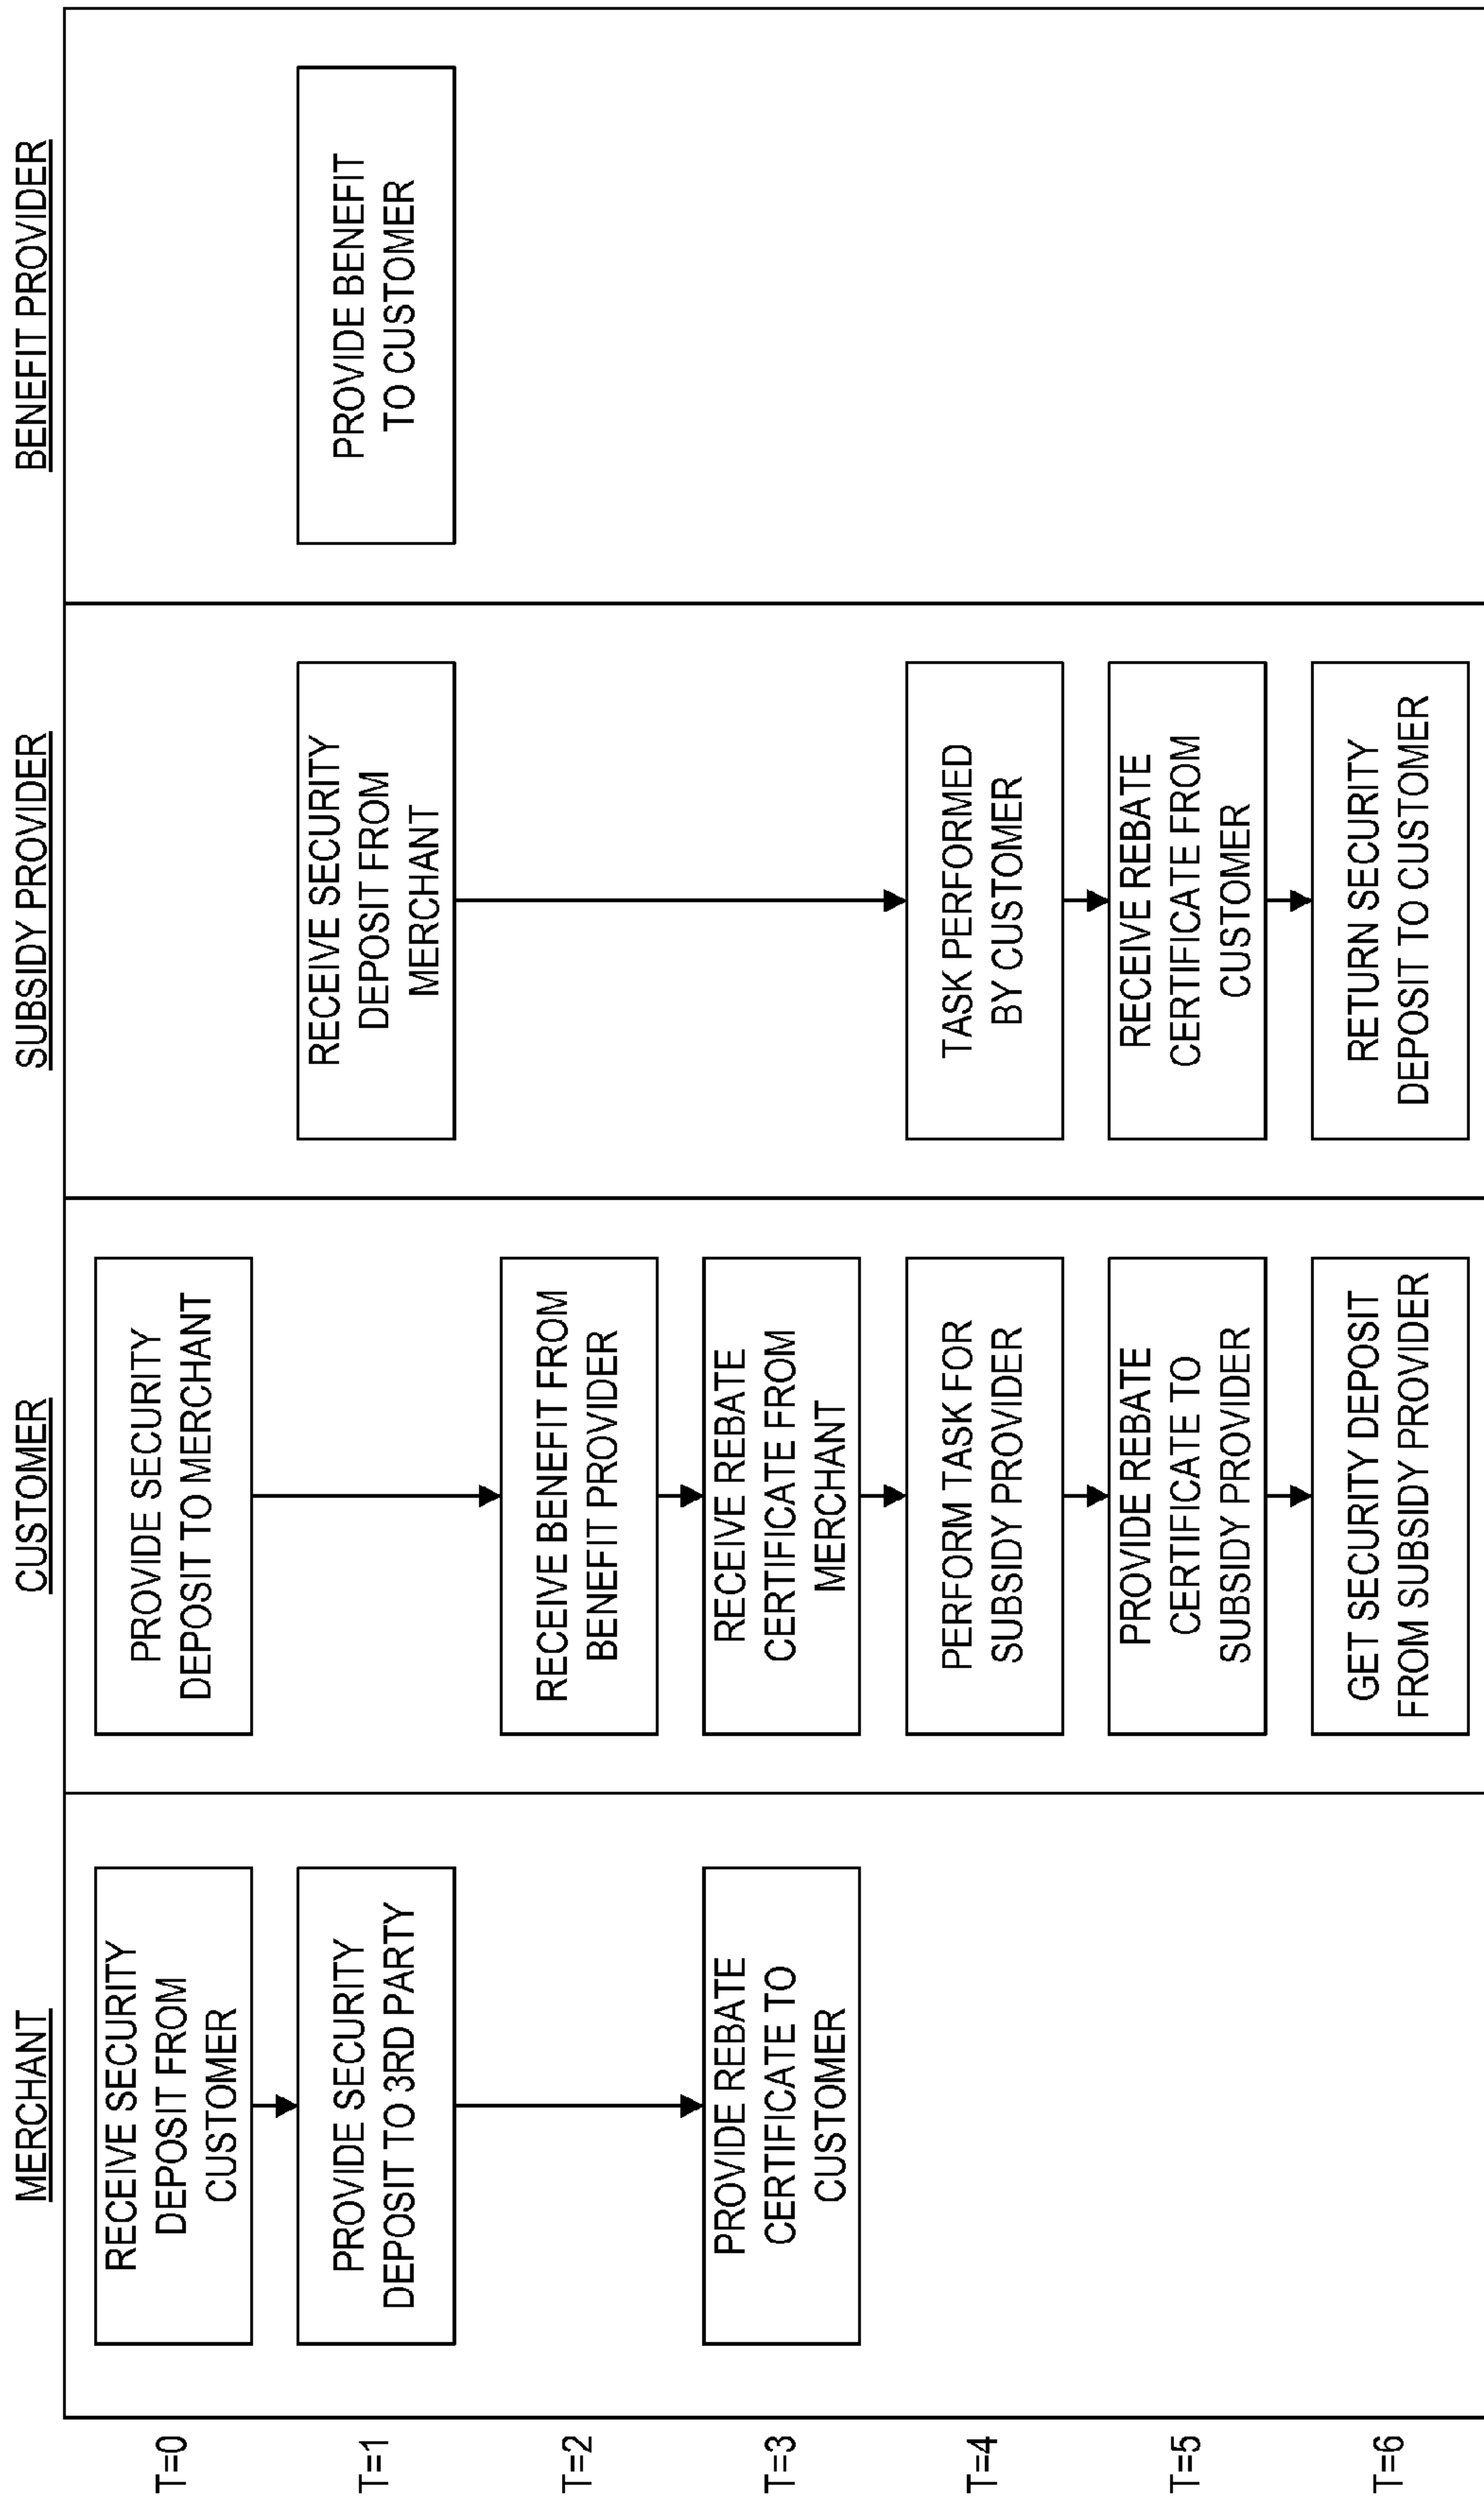 MERCHANT
CUSTOMER
SUBSIDY PROVIDER
BENEFIT PROVIDER
T=0
RECEIVE SECURITY
DEPOSIT FROM
CUSTOMER
PROVIDE SECURITY
DEPOSIT TO MERCHANT
T=1
PROVIDE SECURITY
DEPOSIT TO 3RD PARTY
RECEIVE SECURITY
DEPOSIT FROM
MERCHANT
PROVIDE BENEFIT
TO CUSTOMER
T=2
RECEIVE BENEFIT FROM
BENEFIT PROVIDER
T=3
PROVIDE REBATE
CERTIFICATE TO
CUSTOMER
RECEIVE REBATE
CERTIFICATE FROM
MERCHANT
T=4
PERFORM TASK FOR
SUBSIDY PROVIDER
TASK PERFORMED
BY CUSTOMER
T=5
PROVIDE REBATE
CERTIFICATE TO
SUBSIDY PROVIDER
RECEIVE REBATE
CERTIFICATE FROM
CUSTOMER
T=6
GET SECURITY DEPOSIT
FROM SUBSIDY PROVIDER
RETURN SECURITY
DEPOSIT TO CUSTOMER